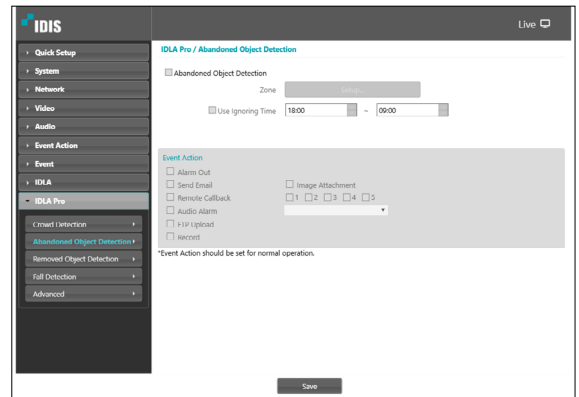 IDIS
Live
Quick Setup
System
Network
Video
Audio
Event Action
Event
IDLA
IDLA Pro
Crowd Detection
Abandoned Object Detection
Removed Object Detection
Fall Detection
Advanced
IDLA Pro / Abandoned Object Detection
Abandoned Object Detection
Zone Setup...
Use Ignoring Time 18:00 ~ 09:00
Event Action
Alarm Out
Send Email Image Attachment
Remote Callback 1 2 3 4 5
Audio Alarm
FTP Upload
Record
*Event Action should be set for normal operation.
Save